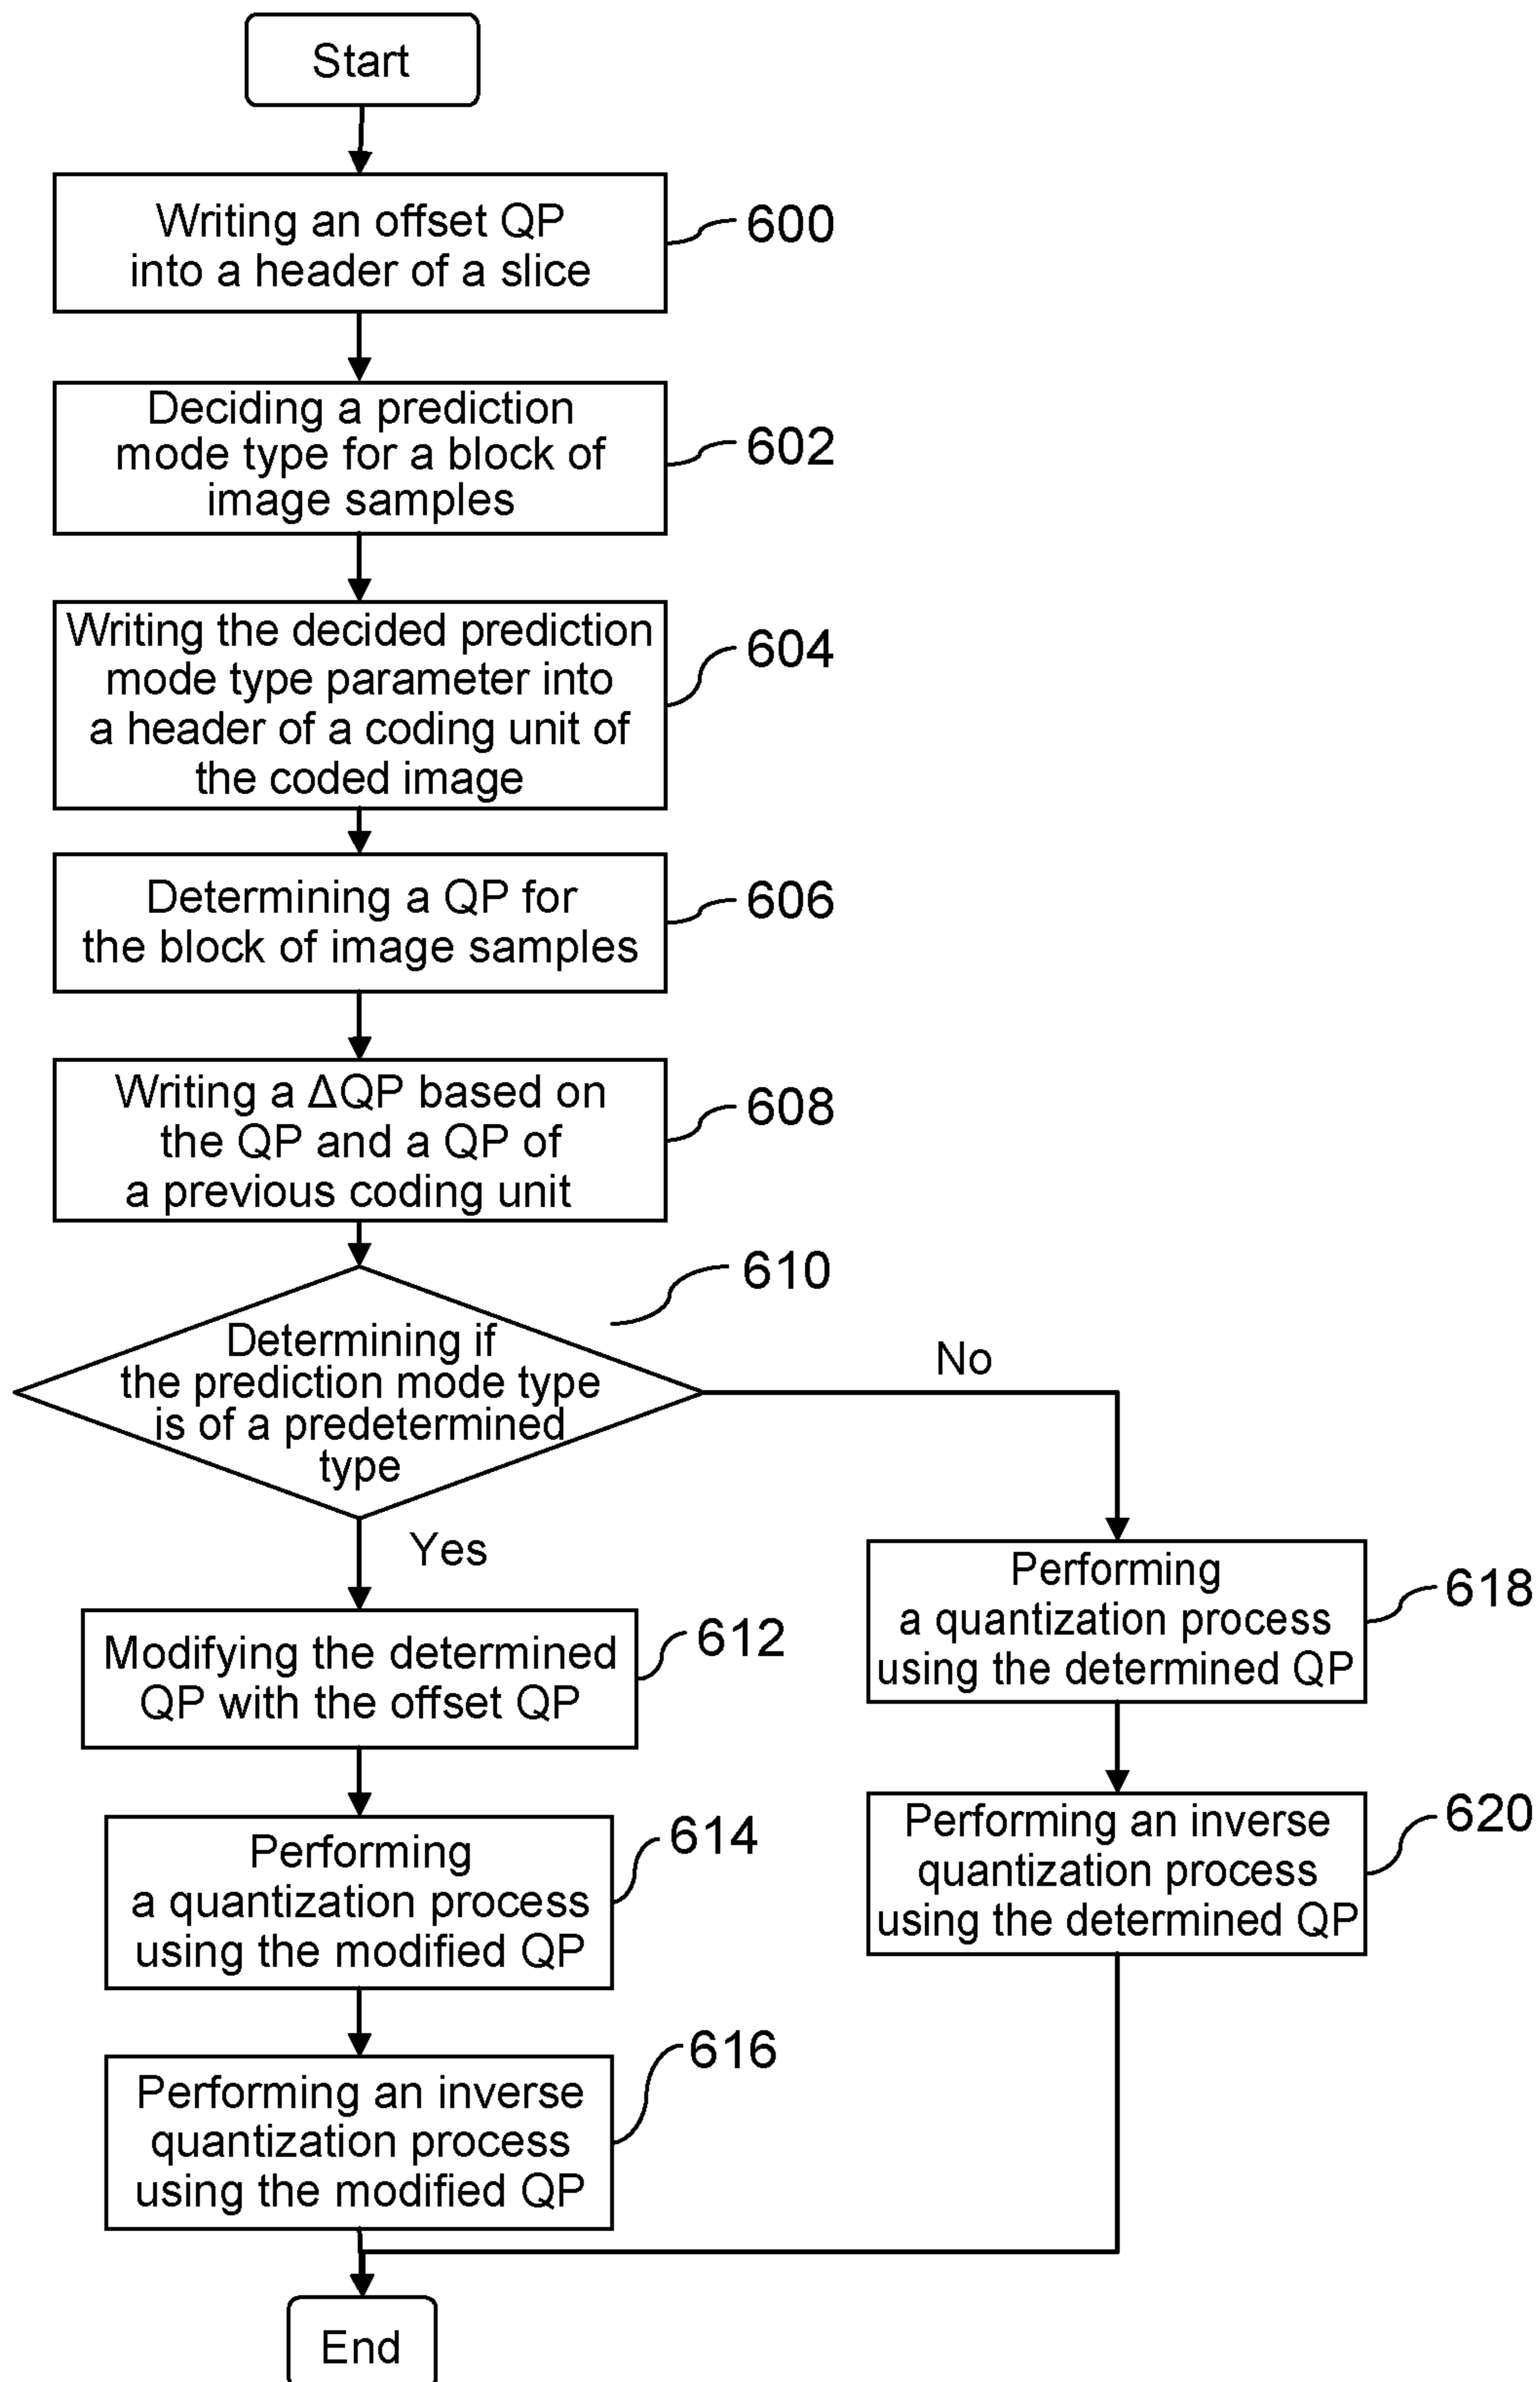 Start
Writing an offset QP
into a header of a slice
600
Deciding a prediction
mode type for a block of
image samples
602
Writing the decided prediction
mode type parameter into
a header of a coding unit of
the coded image
604
Determining a QP for
the block of image samples
606
Writing a ΔQP based on
the QP and a QP of
a previous coding unit
608
610
Determining if
the prediction mode type
is of a predetermined
type
No
Yes
Modifying the determined
QP with the offset QP
612
Performing
a quantization process
using the modified QP
614
Performing an inverse
quantization process
using the modified QP
616
Performing
a quantization process
using the determined QP
618
Performing an inverse
quantization process
using the determined QP
620
End